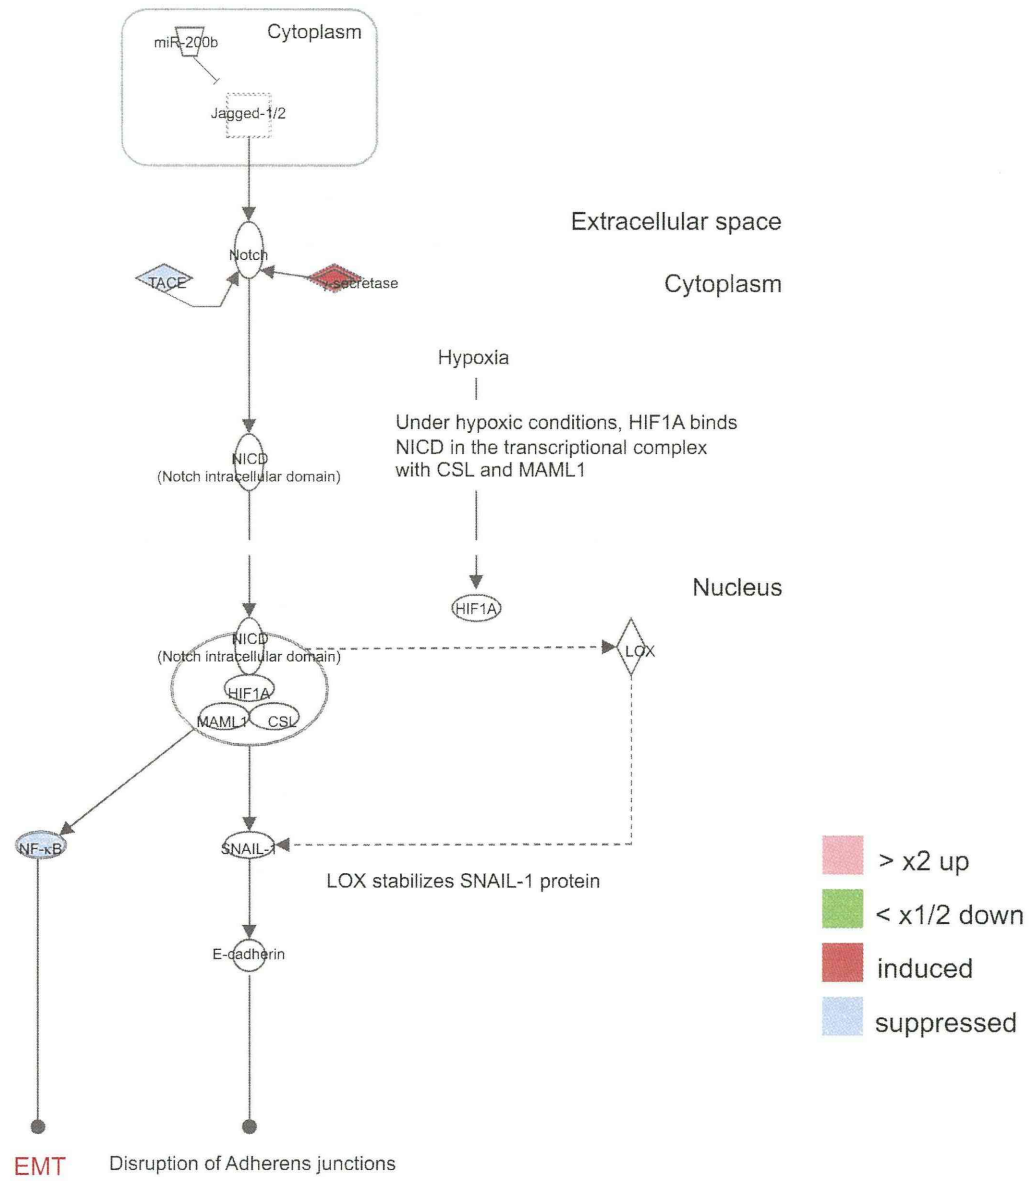 Cytoplasm
miR-200b
Jagged-1/2
Extracellular space
Notch
TACE
γ-secretase
Cytoplasm
Hypoxia
Under hypoxic conditions, HIF1A binds
NICD in the transcriptional complex
with CSL and MAML1
NICD
(Notch intracellular domain)
Nucleus
HIF1A
NICD
(Notch intracellular domain)
LOX
HIF1A
MAML1
CSL
NF-κB
SNAIL-1
LOX stabilizes SNAIL-1 protein
E-cadherin
> x2 up
< x1/2 down
induced
suppressed
EMT
Disruption of Adherens junctions